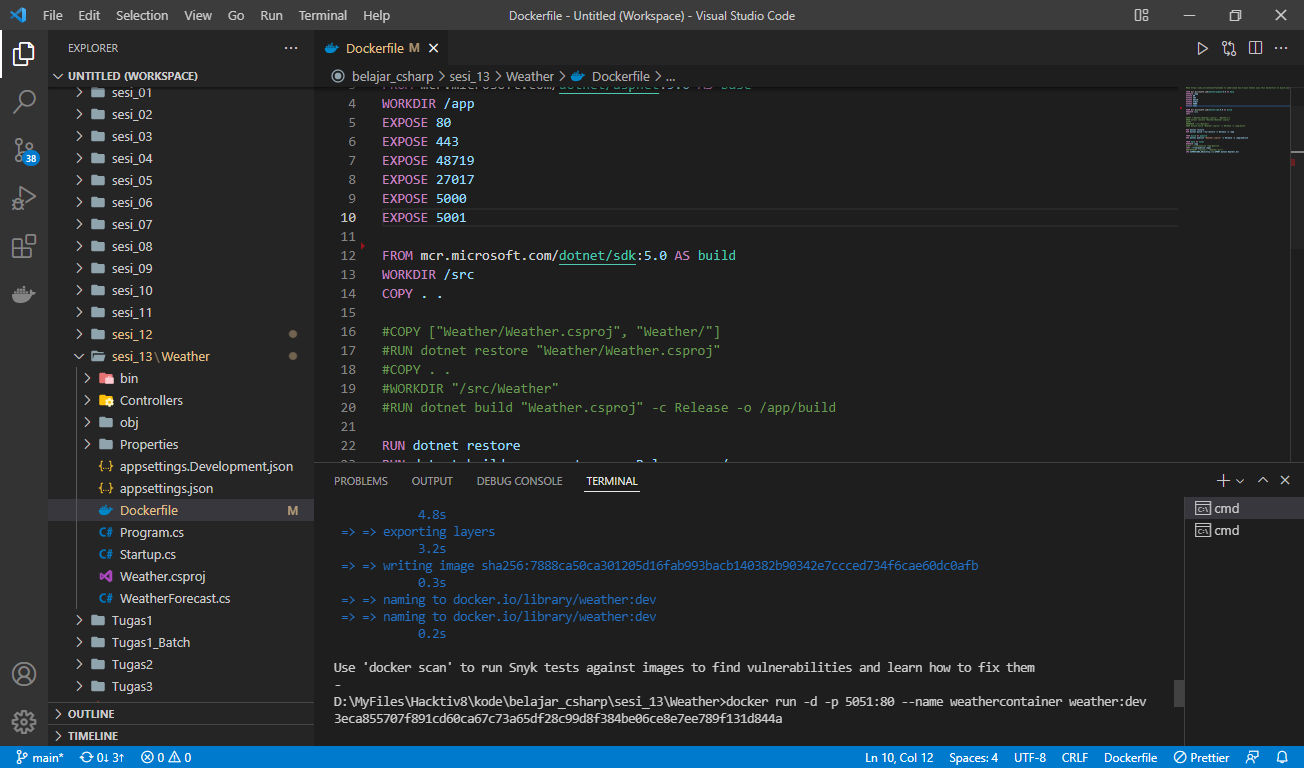 File Edit Selection View Go Run Terminal Help
Dockerfile - Untitled (Workspace) - Visual Studio Code
EXPLORER
UNTITLED (WORKSPACE)
sesi_01
sesi_02
sesi_03
sesi_04
sesi_05
sesi_06
sesi_07
sesi_08
sesi_09
sesi_10
sesi_11
sesi_12
sesi_13\Weather
bin
Controllers
obj
Properties
{..} appsettings.Development.json
{..} appsettings.json
Dockerfile M
C# Program.cs
C# Startup.cs
Weather.csproj
C# WeatherForecast.cs
Tugas1
Tugas1_Batch
Tugas2
Tugas3
OUTLINE
TIMELINE
38
Dockerfile M
belajar_csharp > sesi_13 > Weather > Dockerfile > ...
3 FROM mcr.microsoft.com/dotnet/aspnet:5.0 AS base
4 WORKDIR /app
5 EXPOSE 80
6 EXPOSE 443
7 EXPOSE 48719
8 EXPOSE 27017
9 EXPOSE 5000
10 EXPOSE 5001
11
12 FROM mcr.microsoft.com/dotnet/sdk:5.0 AS build
13 WORKDIR /src
14 COPY . .
15
16 #COPY ["Weather/Weather.csproj", "Weather/"]
17 #RUN dotnet restore "Weather/Weather.csproj"
18 #COPY . .
19 #WORKDIR "/src/Weather"
20 #RUN dotnet build "Weather.csproj" -c Release -o /app/build
21
22 RUN dotnet restore
PROBLEMS OUTPUT DEBUG CONSOLE TERMINAL
4.8s
=> => exporting layers
3.2s
=> => writing image sha256:7888ca50ca301205d16fab993bacb140382b90342e7ccced734f6cae60dc0afb
0.3s
=> => naming to docker.io/library/weather:dev
=> => naming to docker.io/library/weather:dev
0.2s
Use 'docker scan' to run Snyk tests against images to find vulnerabilities and learn how to fix them
-
D:\MyFiles\Hacktiv8\kode\belajar_csharp\sesi_13\Weather>docker run -d -p 5051:80 --name weathercontainer weather:dev
3eca855707f891cd60ca67c73a65df28c99d8f384be06ce8e7ee789f131d844a
cmd
cmd
main* 0↓ 3↑ 0 0
Ln 10, Col 12 Spaces: 4 UTF-8 CRLF Dockerfile Prettier